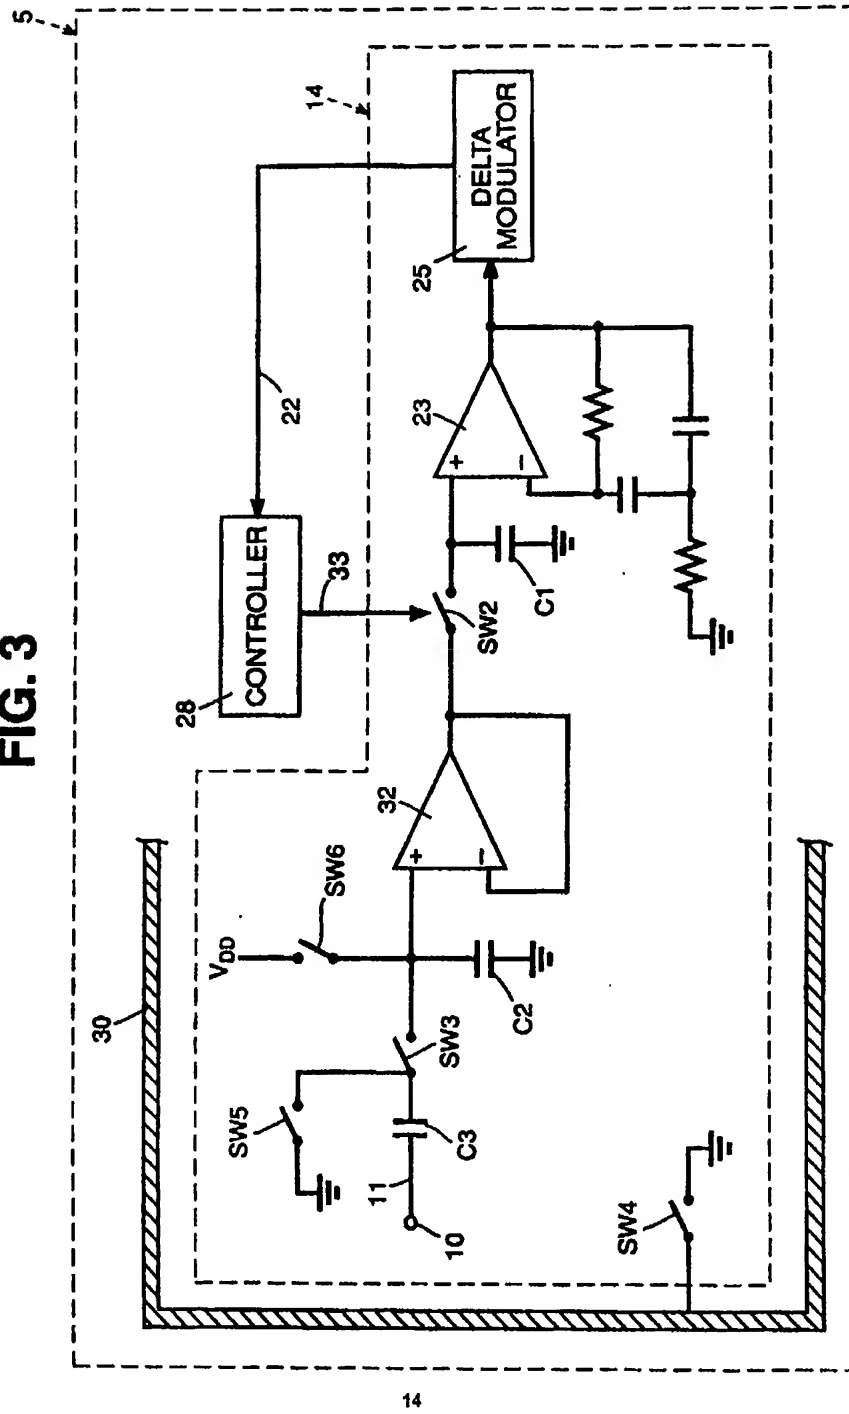 FIG. 3
5
14
30
VDD
SW6
SW5
SW3
C3
11
10
C2
SW4
32
28
CONTROLLER
33
22
SW2
C1
23
+
−
+
−
25
DELTA
MODULATOR
14